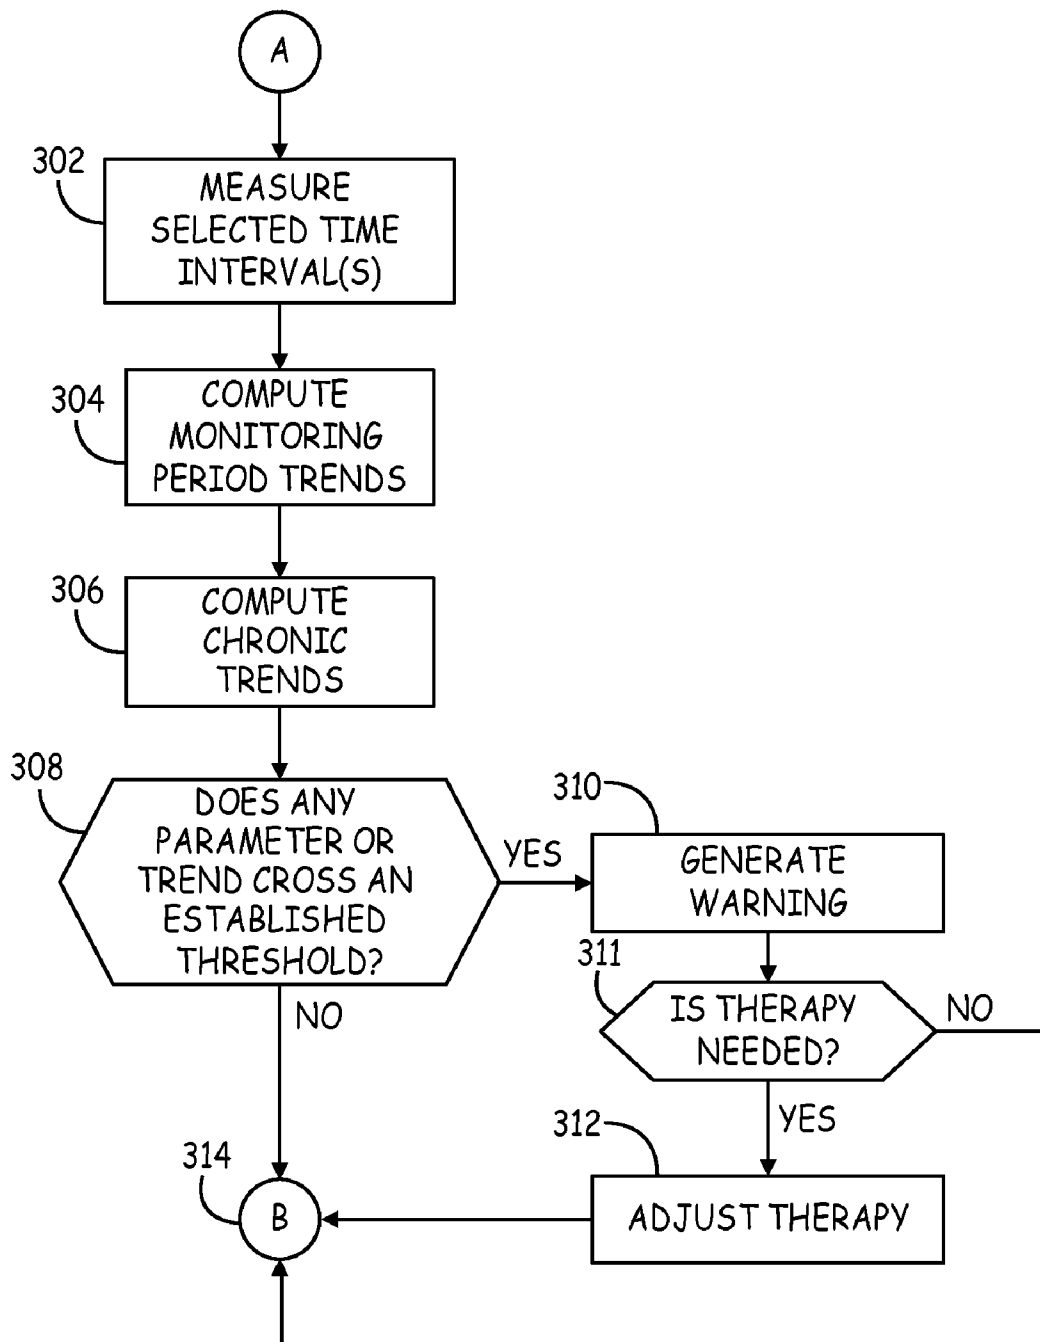 A
302
MEASURE
SELECTED TIME
INTERVAL(S)
304
COMPUTE
MONITORING
PERIOD TRENDS
306
COMPUTE
CHRONIC
TRENDS
308
DOES ANY
PARAMETER OR
TREND CROSS AN
ESTABLISHED
THRESHOLD?
YES
310
GENERATE
WARNING
NO
311
IS THERAPY
NEEDED?
NO
YES
312
ADJUST THERAPY
314
B